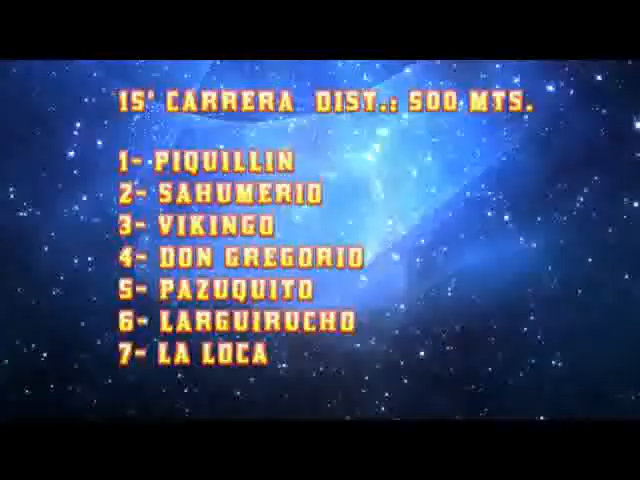 15° CARRERA DIST.: 500 MTS.
1- PIQUILLIN
2- SAHUMERIO
3- VIKINGO
4- DON GREGORIO
5- PAZUQUITO
6- LARGUIRUCHO
7- LA LOCA